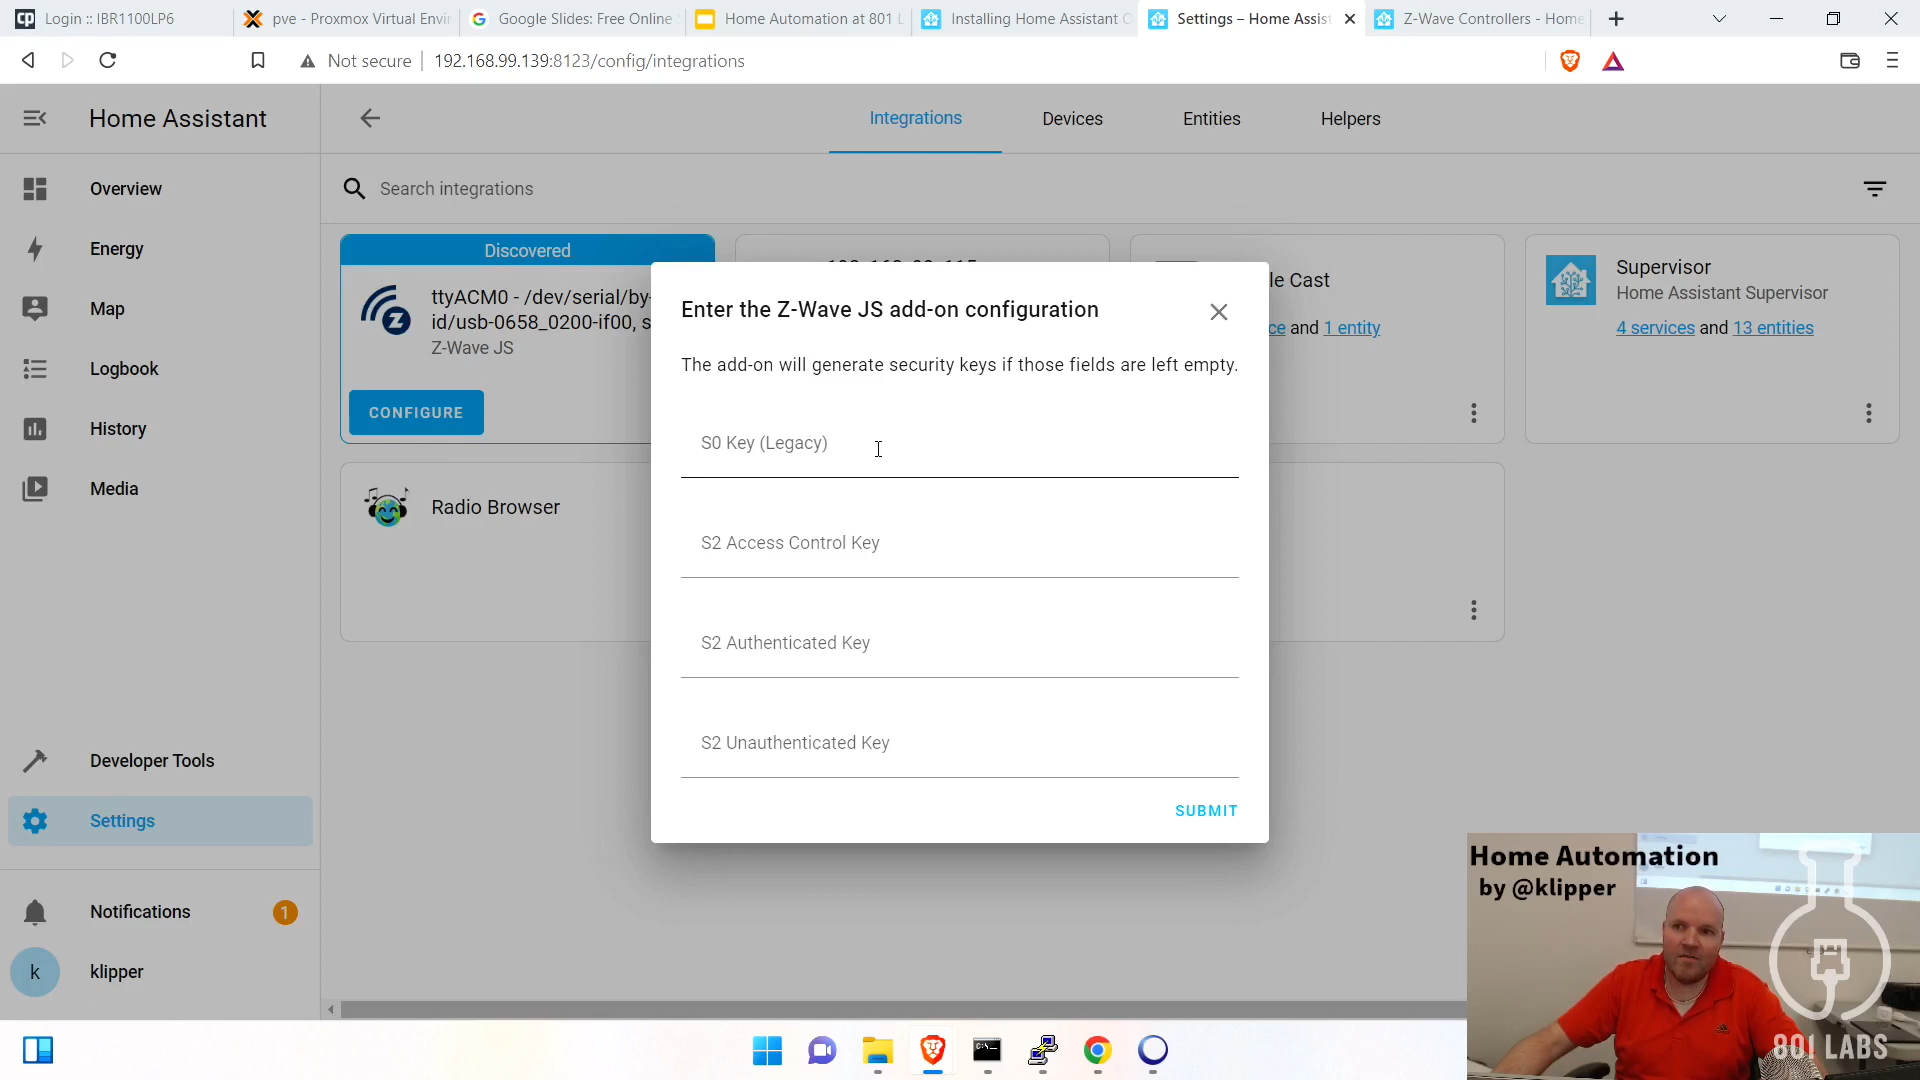 Login :: IBR1100LP6
pve - Proxmox Virtual Envir
Google Slides: Free Online
Home Automation at 801 L
Installing Home Assistant O
Settings – Home Assist
Z-Wave Controllers - Home
Not secure
192.168.99.139:8123/config/integrations
Home Assistant
Integrations
Devices
Entities
Helpers
Overview
Energy
Map
Logbook
History
Media
Developer Tools
Settings
Notifications
1
k
klipper
Search integrations
Discovered
ttyACM0 - /dev/serial/by-
id/usb-0658_0200-if00, s
Z-Wave JS
CONFIGURE
le Cast
ce and 1 entity
Supervisor
Home Assistant Supervisor
4 services and 13 entities
Radio Browser
Enter the Z-Wave JS add-on configuration
The add-on will generate security keys if those fields are left empty.
S0 Key (Legacy)
S2 Access Control Key
S2 Authenticated Key
S2 Unauthenticated Key
SUBMIT
Home Automation
by @klipper
801 LABS